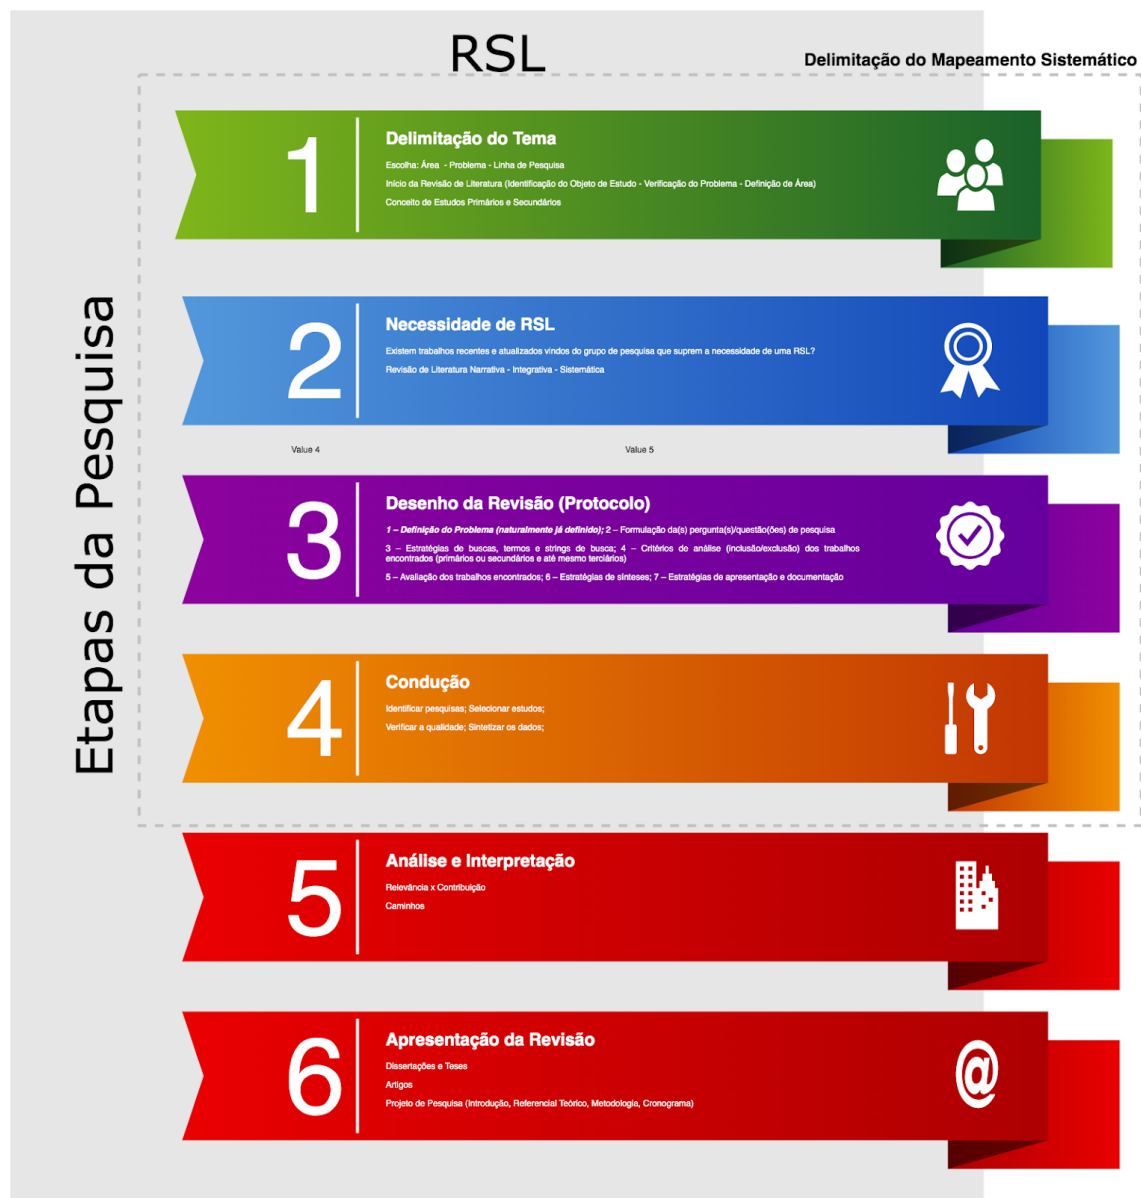 RSL
Delimitação do Mapeamento Sistemático
Etapas da Pesquisa
1
Delimitação do Tema
Escolha: Área - Problema - Linha de Pesquisa
Início da Revisão de Literatura (Identificação do Objeto de Estudo - Verificação do Problema - Definição de Área)
Conceito de Estudos Primários e Secundários
2
Necessidade de RSL
Existem trabalhos recentes e atualizados vindos do grupo de pesquisa que suprem a necessidade de uma RSL?
Revisão de Literatura Narrativa - Integrativa - Sistemática
Value 4
Value 5
3
Desenho da Revisão (Protocolo)
1 – Definição do Problema (naturalmente já definido); 2 – Formulação da(s) pergunta(s)/questão(ões) de pesquisa
3 – Estratégias de buscas, termos e strings de busca; 4 – Critérios de análise (inclusão/exclusão) dos trabalhos
encontrados (primários ou secundários e até mesmo terciários)
5 – Avaliação dos trabalhos encontrados; 6 – Estratégias de sínteses; 7 – Estratégias de apresentação e documentação
4
Condução
Identificar pesquisas; Selecionar estudos;
Verificar a qualidade; Sintetizar os dados;
5
Análise e Interpretação
Relevância x Contribuição
Caminhos
6
Apresentação da Revisão
Dissertações e Teses
Artigos
Projeto de Pesquisa (Introdução, Referencial Teórico, Metodologia, Cronograma)
@